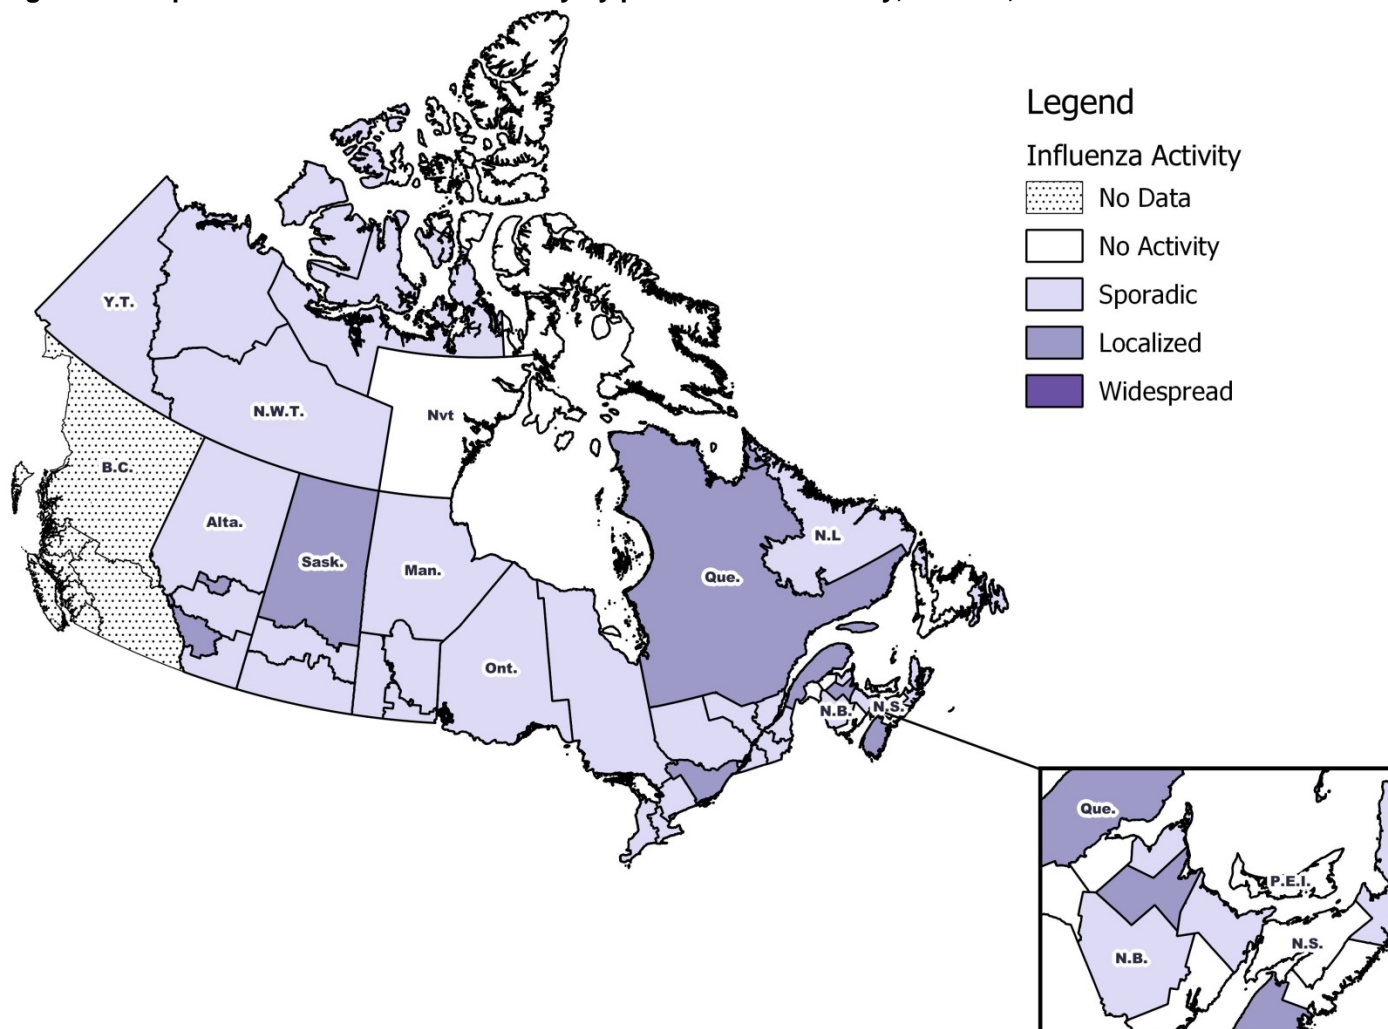 Legend
Influenza Activity
No Data
No Activity
Sporadic
Localized
Widespread
Y.T.
N.W.T.
Nvt
B.C.
Alta.
Sask.
Man.
Que.
N.L
Ont.
N.B.
N.S.
Que.
P.E.I.
N.S.
N.B.